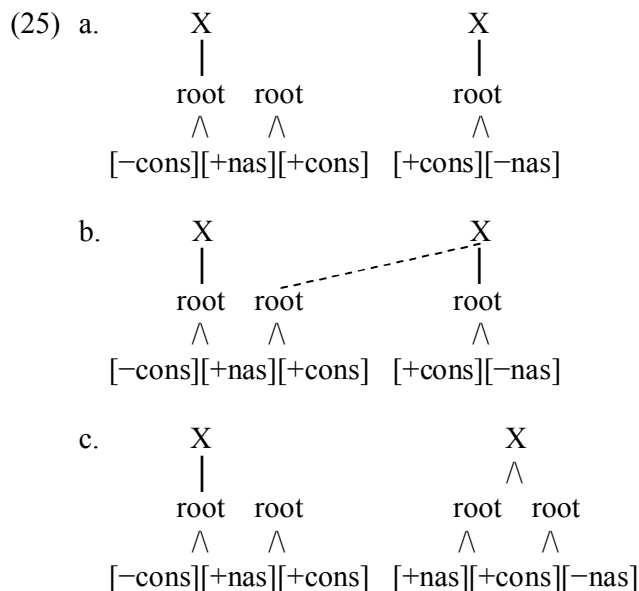 (25) a. X X
root root root
/\ /\ /\
[−cons][+nas][+cons] [+cons][−nas]
b. X X
root root root
/\ /\ /\
[−cons][+nas][+cons] [+cons][−nas]
c. X X
/\
root root root root
/\ /\ /\ /\
[−cons][+nas][+cons] [+nas][+cons][−nas]